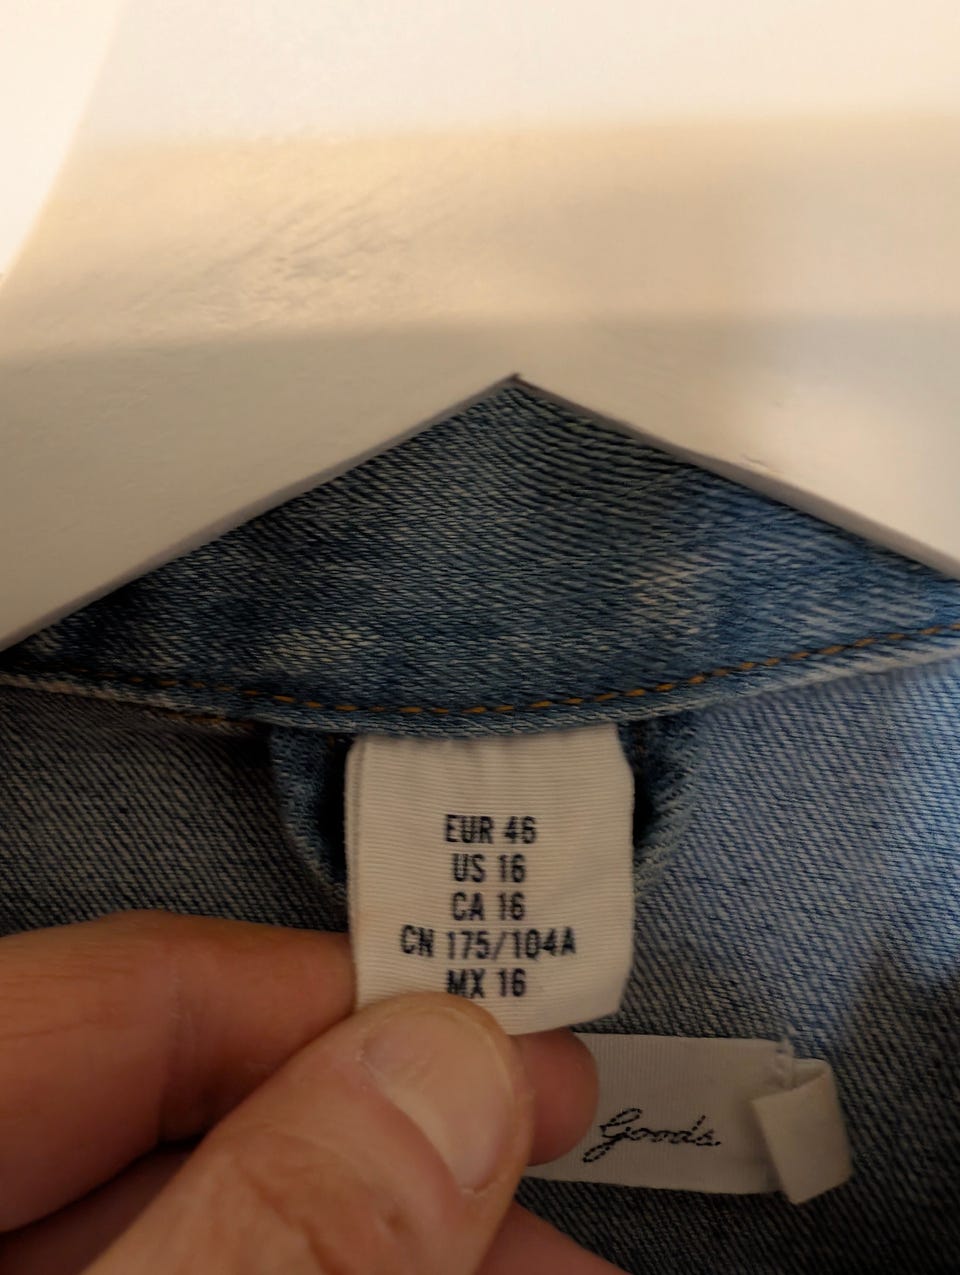 EUR 46
US 16
CA 16
CN 175/104A
MX 16
Goods